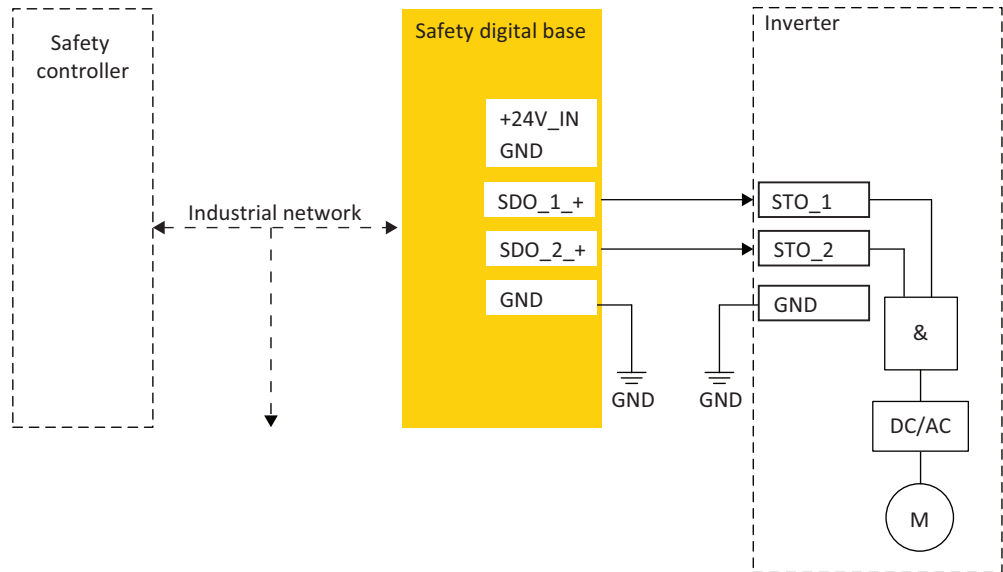 Safety
controller
Industrial network
Safety digital base
+24V_IN
GND
SDO_1_+
SDO_2_+
GND
GND
GND
Inverter
STO_1
STO_2
GND
&
DC/AC
M